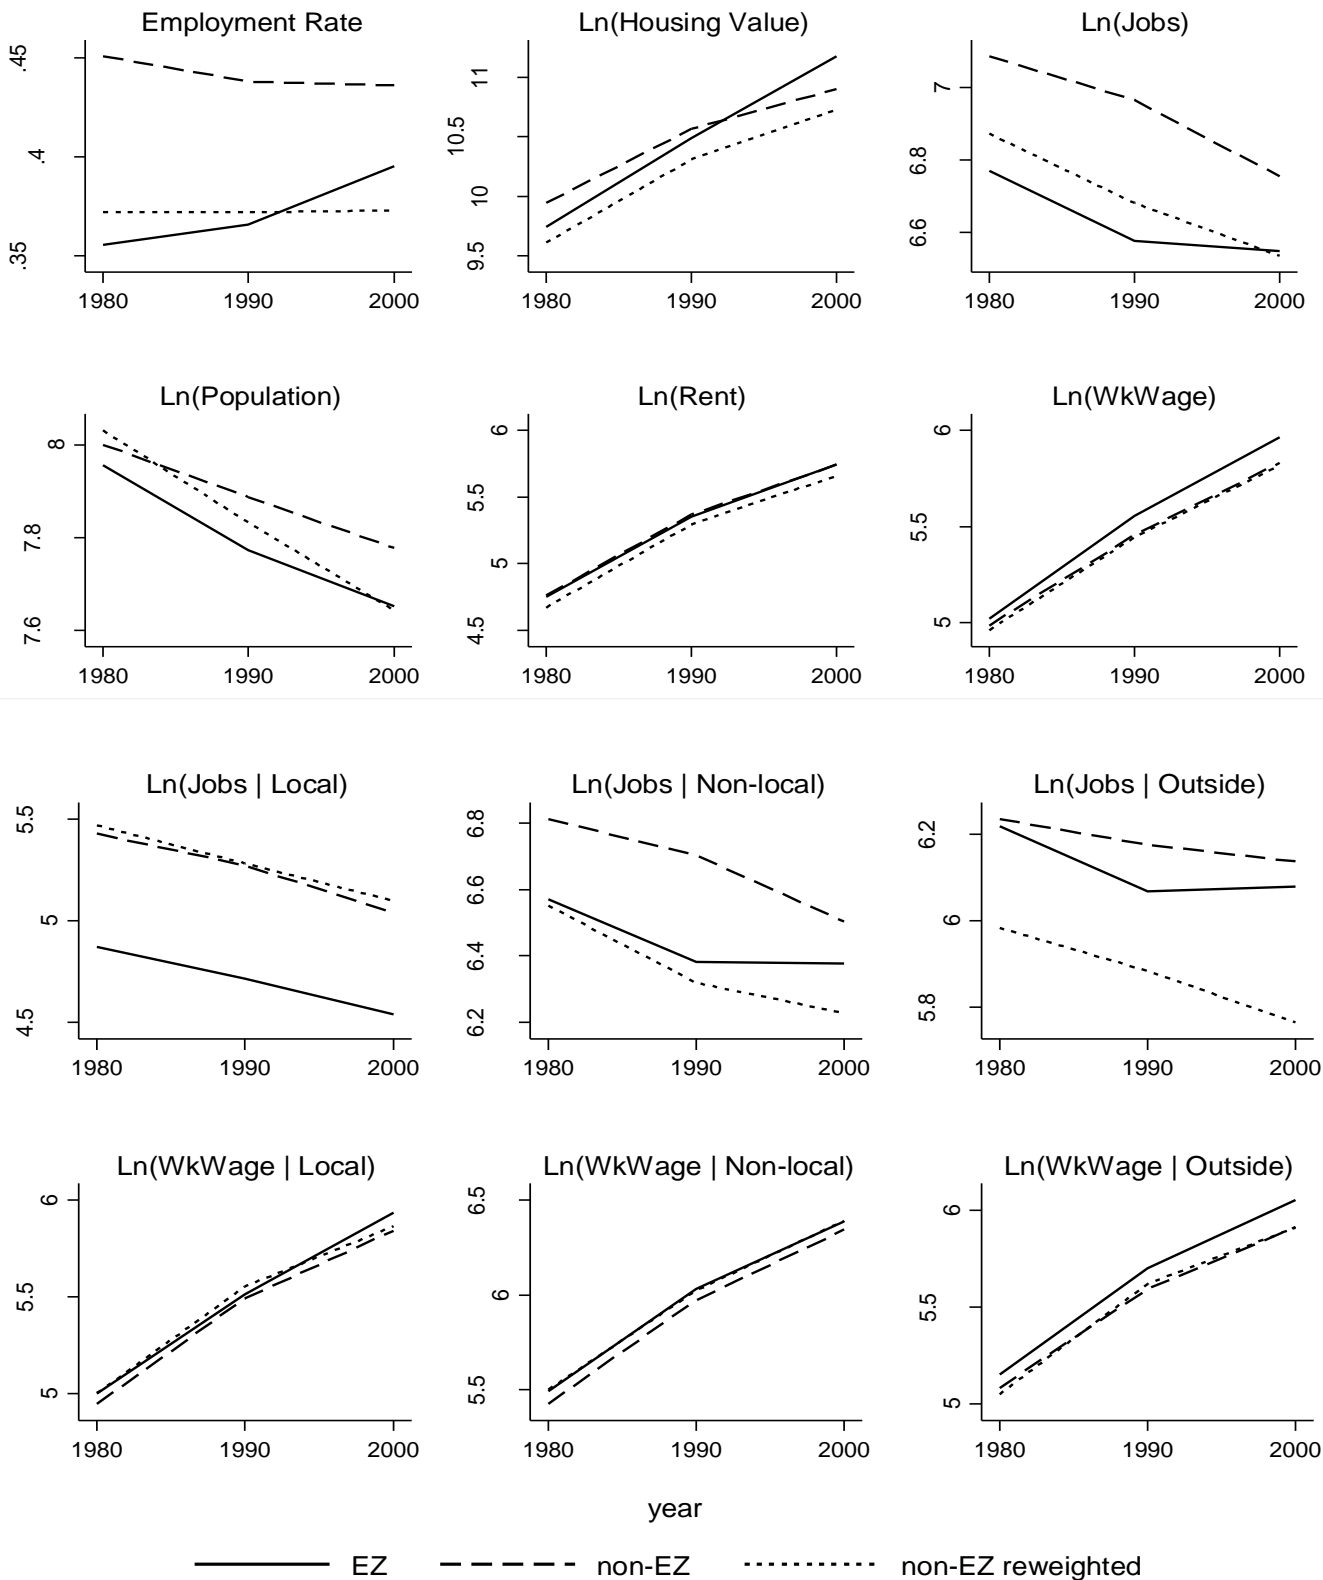 Employment Rate Ln(Housing Value) Ln(Jobs)
.45 .4 .35
11 10.5 10 9.5
7 6.8 6.6
1980 1990 2000 1980 1990 2000 1980 1990 2000
Ln(Population) Ln(Rent) Ln(WkWage)
8 7.8 7.6
6 5.5 5 4.5
6 5.5 5
1980 1990 2000 1980 1990 2000 1980 1990 2000
Ln(Jobs | Local) Ln(Jobs | Non-local) Ln(Jobs | Outside)
5.5 5 4.5
6.8 6.6 6.4 6.2
6.2 6 5.8
1980 1990 2000 1980 1990 2000 1980 1990 2000
Ln(WkWage | Local) Ln(WkWage | Non-local) Ln(WkWage | Outside)
6 5.5 5
6.5 6 5.5
6 5.5 5
1980 1990 2000 1980 1990 2000 1980 1990 2000
year
EZ non-EZ non-EZ reweighted